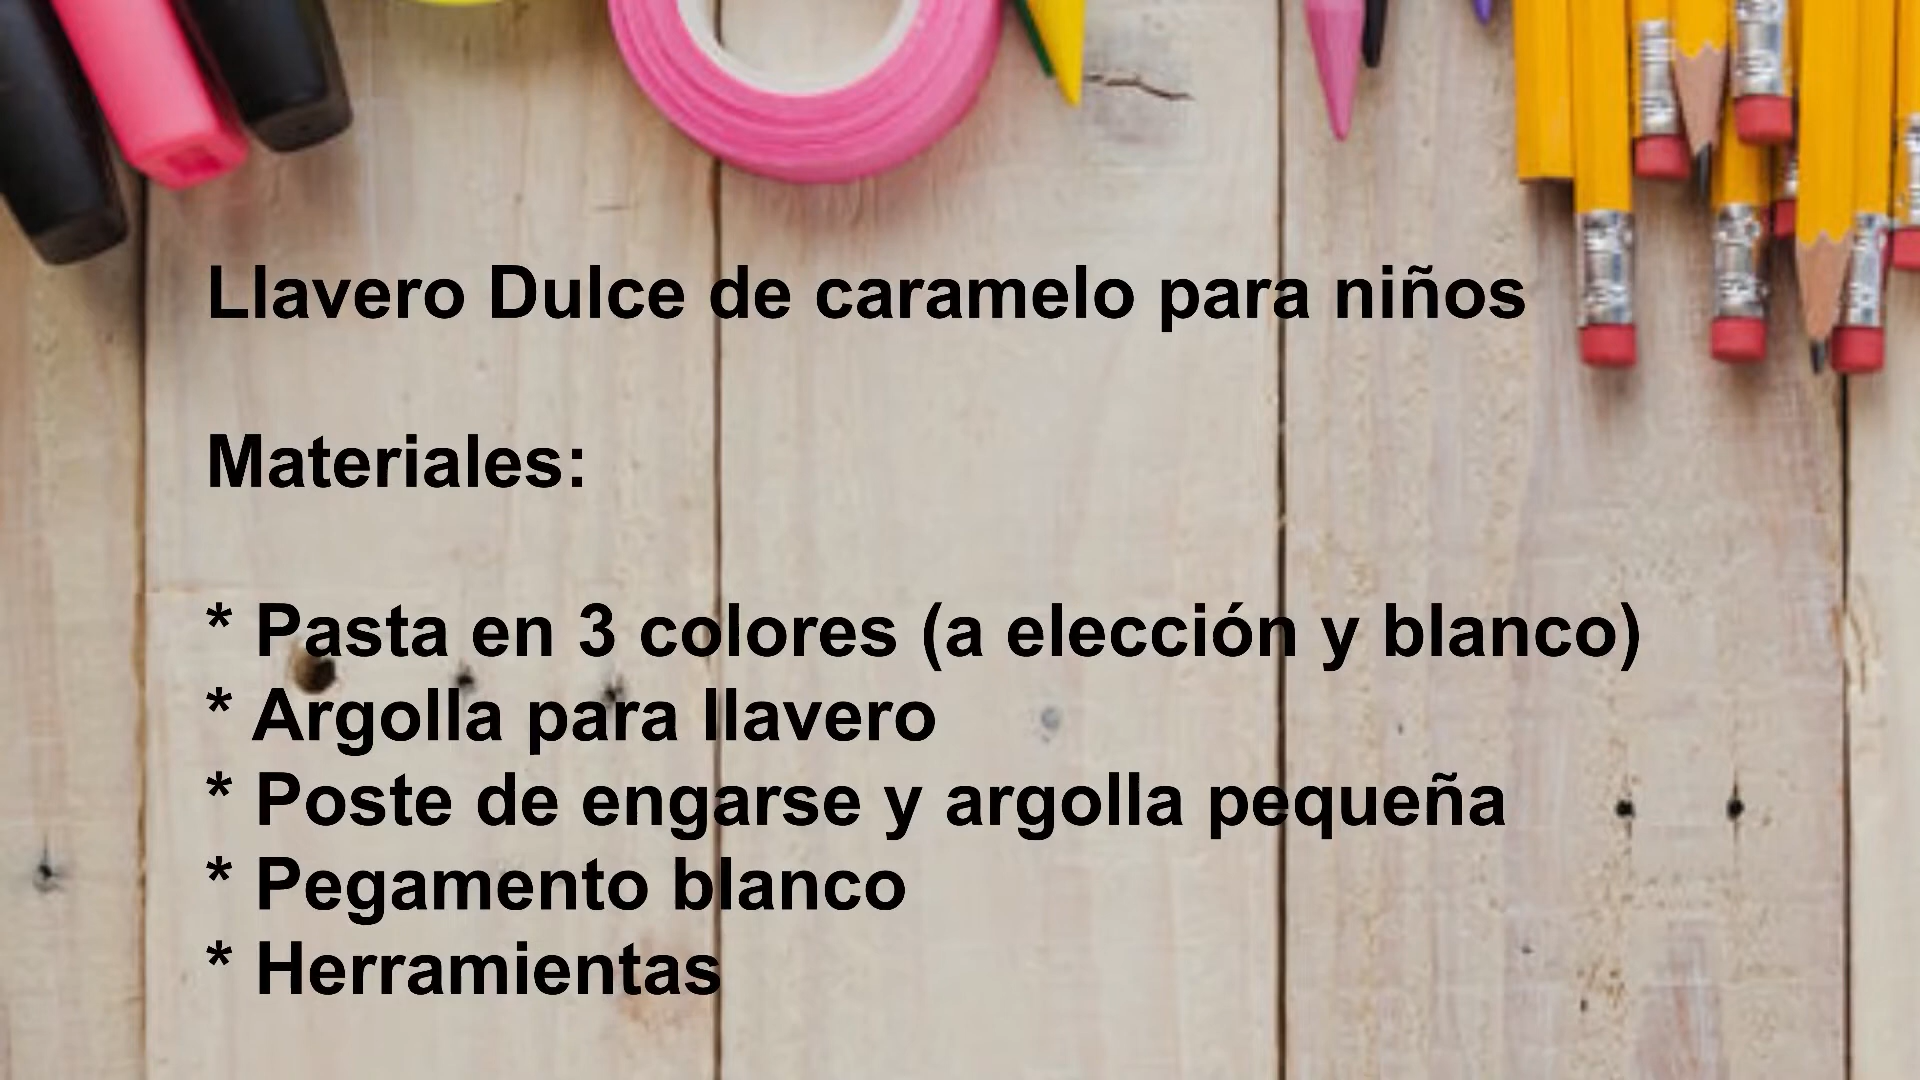 Llavero Dulce de caramelo para niños
Materiales:
* Pasta en 3 colores (a elección y blanco)
* Argolla para llavero
* Poste de engarse y argolla pequeña
* Pegamento blanco
* Herramientas